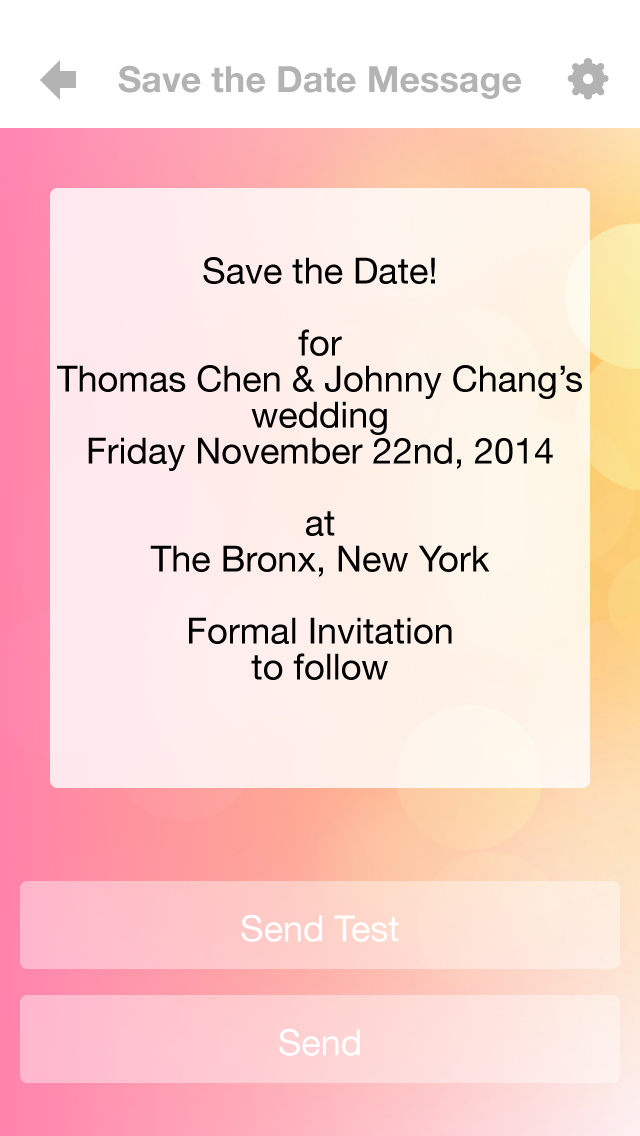 Save the Date Message
Save the Date!
for
Thomas Chen & Johnny Chang’s
wedding
Friday November 22nd, 2014
at
The Bronx, New York
Formal Invitation
to follow
Send Test
Send